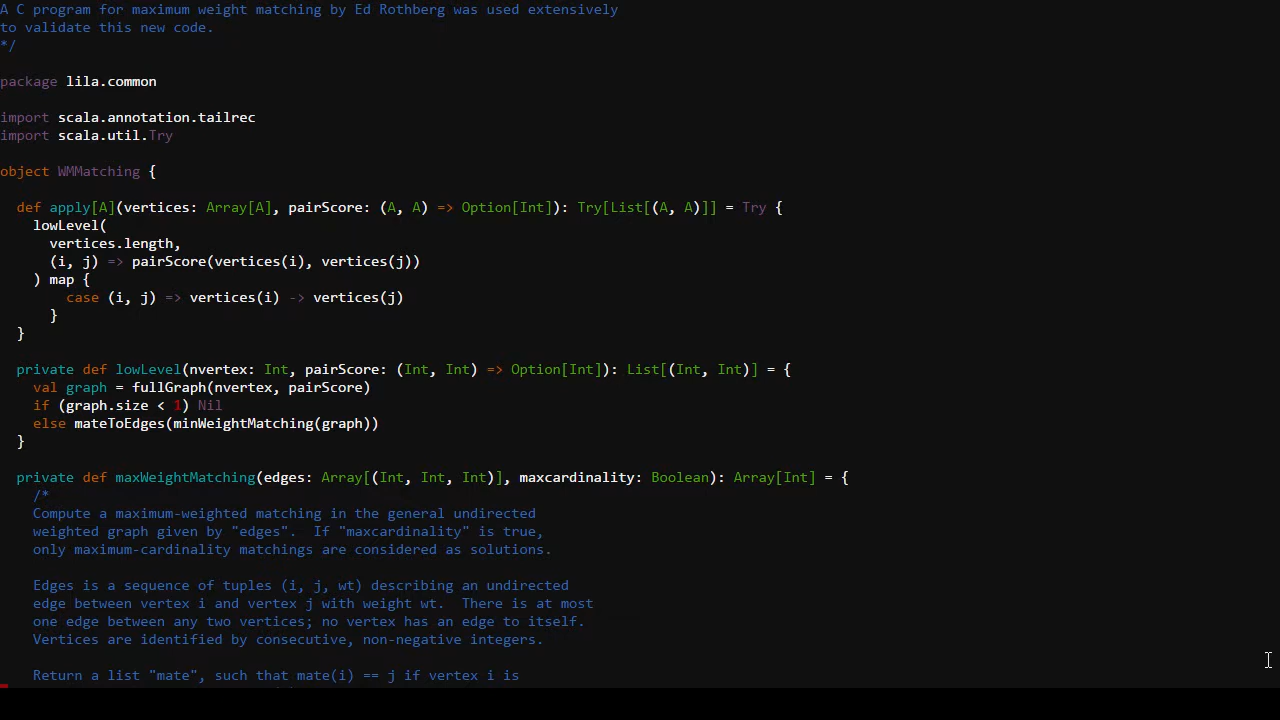 A C program for maximum weight matching by Ed Rothberg was used extensively
to validate this new code.
*/
package lila.common
import scala.annotation.tailrec
import scala.util.Try
object WMMatching {
def apply[A](vertices: Array[A], pairScore: (A, A) => Option[Int]): Try[List[(A, A)]] = Try {
lowLevel(
vertices.length,
(i, j) => pairScore(vertices(i), vertices(j))
) map {
case (i, j) => vertices(i) -> vertices(j)
}
}
private def lowLevel(nvertex: Int, pairScore: (Int, Int) => Option[Int]): List[(Int, Int)] = {
val graph = fullGraph(nvertex, pairScore)
if (graph.size < 1) Nil
else mateToEdges(minWeightMatching(graph))
}
private def maxWeightMatching(edges: Array[(Int, Int, Int)], maxcardinality: Boolean): Array[Int] = {
/*
Compute a maximum-weighted matching in the general undirected
weighted graph given by "edges".  If "maxcardinality" is true,
only maximum-cardinality matchings are considered as solutions.
Edges is a sequence of tuples (i, j, wt) describing an undirected
edge between vertex i and vertex j with weight wt.  There is at most
one edge between any two vertices; no vertex has an edge to itself.
Vertices are identified by consecutive, non-negative integers.
Return a list "mate", such that mate(i) == j if vertex i is